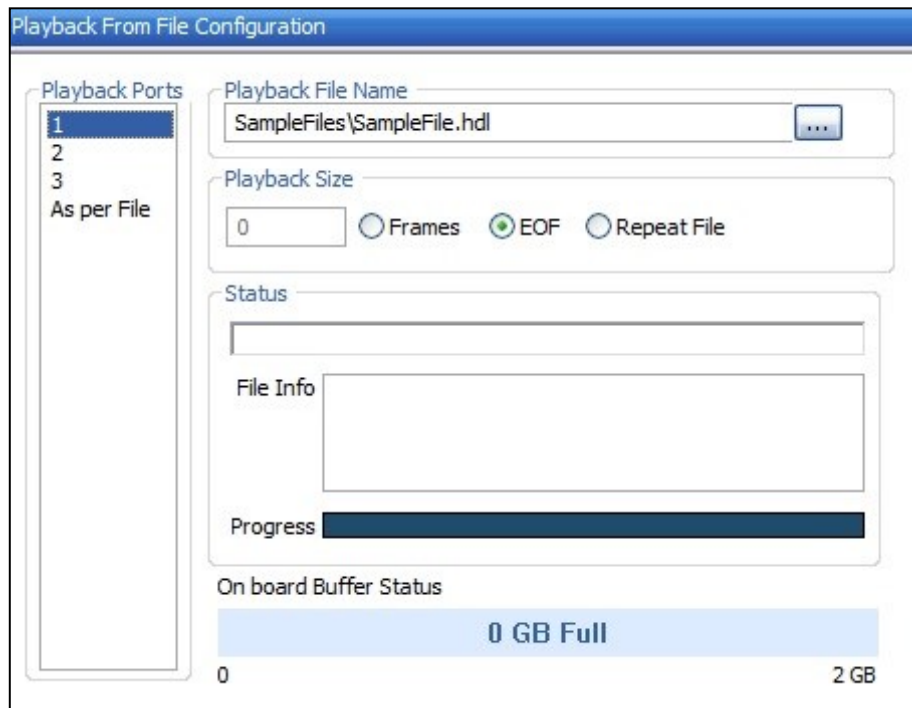 Playback From File Configuration
Playback Ports
1
2
3
As per File
Playback File Name
SampleFiles\SampleFile.hdl
...
Playback Size
0
Frames
EOF
Repeat File
Status
File Info
Progress
On board Buffer Status
0 GB Full
0
2 GB